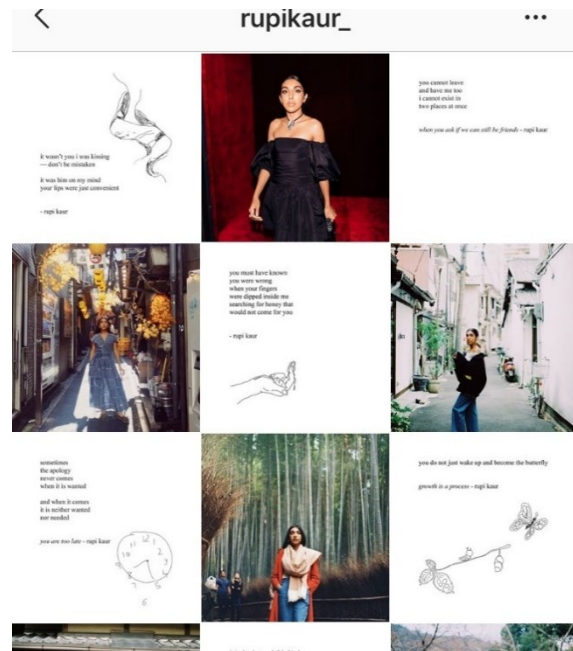 rupikaur_
it wasn't you i was kissing
— don't be mistaken
it was him on my mind
your lips were just convenient
- rupi kaur
you cannot leave
and have me too
i cannot exist in
two places at once
when you ask if we can still be friends - rupi kaur
you must have known
you were wrong
when your fingers
were dipped inside me
searching for honey that
would not come for you
- rupi kaur
sometimes
the apology
never comes
when it is wanted
and when it comes
it is neither wanted
nor needed
you are too late - rupi kaur
you do not just wake up and become the butterfly
growth is a process - rupi kaur